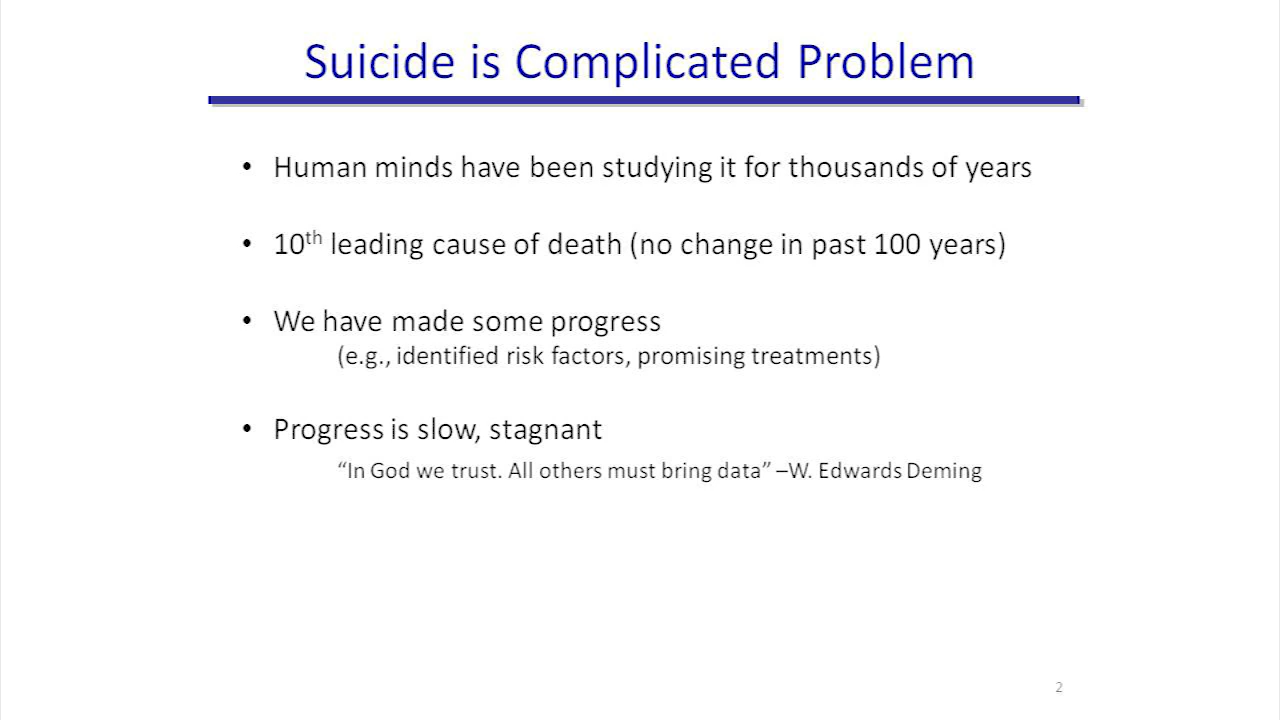 Suicide is Complicated Problem
• Human minds have been studying it for thousands of years
• 10th leading cause of death (no change in past 100 years)
• We have made some progress
(e.g., identified risk factors, promising treatments)
• Progress is slow, stagnant
“In God we trust. All others must bring data” –W. Edwards Deming
2